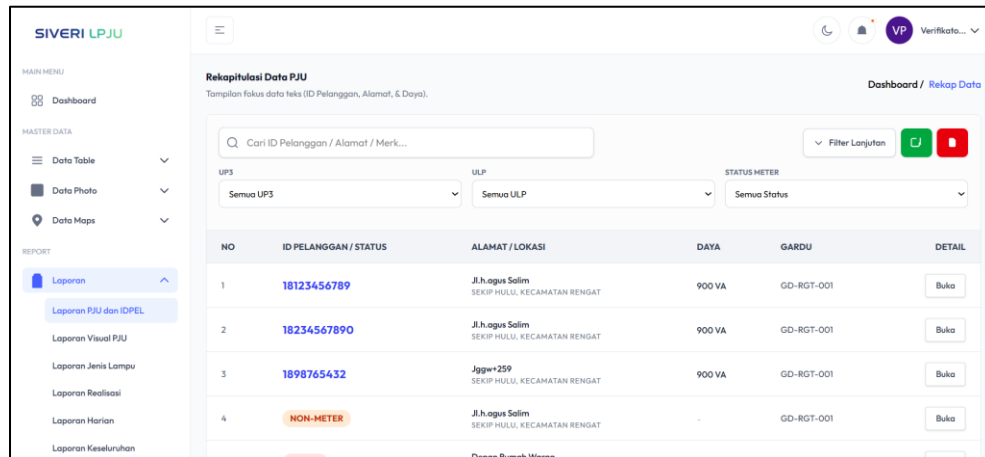 SIVERI LPJU
VP Verifikato...
MAIN MENU
Dashboard
MASTER DATA
Data Table
Data Photo
Data Maps
REPORT
Laporan
Laporan PJU dan IDPEL
Laporan Visual PJU
Laporan Jenis Lampu
Laporan Realisasi
Laporan Harian
Laporan Keseluruhan
Rekapitulasi Data PJU
Tampilan fokus data teks (ID Pelanggan, Alamat, & Daya).
Dashboard / Rekap Data
Cari ID Pelanggan / Alamat / Merk...
Filter Lanjutan
UP3 ULP STATUS METER
Semua UP3 Semua ULP Semua Status
NO ID PELANGGAN / STATUS ALAMAT / LOKASI DAYA GARDU DETAIL
1 18123456789 Jl.h.agus Salim 900 VA GD-RGT-001 Buka
SEKIP HULU, KECAMATAN RENGAT
2 18234567890 Jl.h.agus Salim 900 VA GD-RGT-001 Buka
SEKIP HULU, KECAMATAN RENGAT
3 1898765432 Jggw+259 900 VA GD-RGT-001 Buka
SEKIP HULU, KECAMATAN RENGAT
4 NON-METER Jl.h.agus Salim - GD-RGT-001 Buka
SEKIP HULU, KECAMATAN RENGAT
Depan Rumah Warga